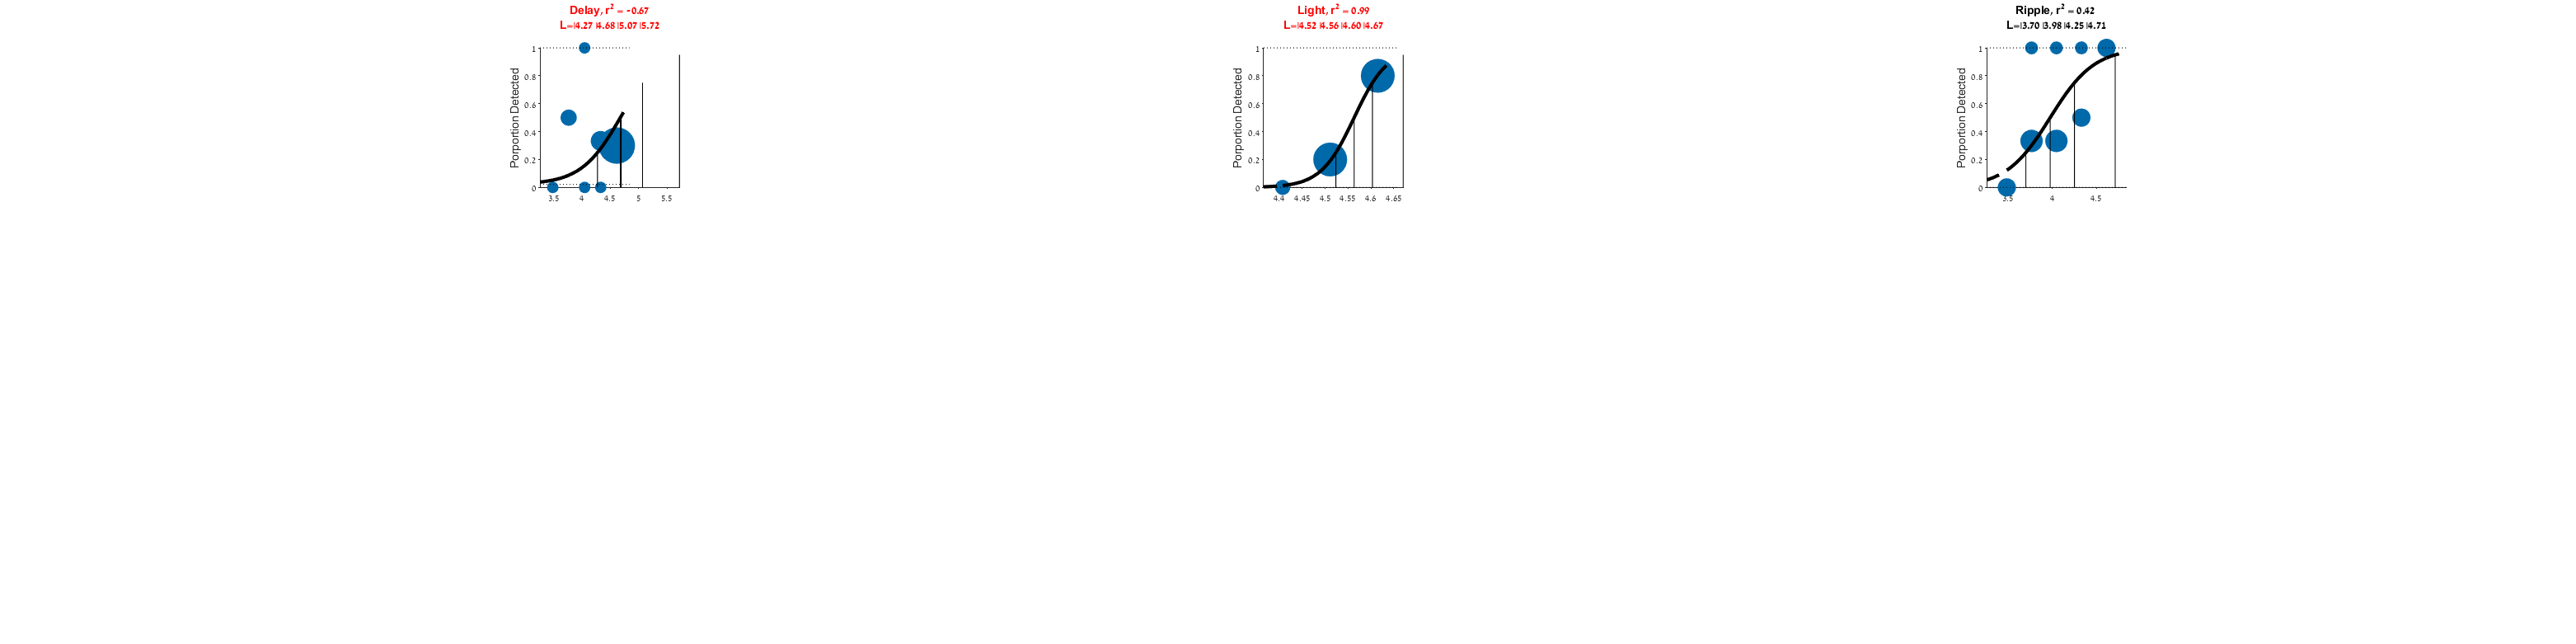 Delay, r² = -0.67
L=|4.27 |4.68 |5.07 |5.72
Porportion Detected
1
0.8
0.6
0.4
0.2
0
3.5 4 4.5 5 5.5
Light, r² = 0.99
L=|4.52 |4.56 |4.60 |4.67
Porportion Detected
1
0.8
0.6
0.4
0.2
0
4.4 4.45 4.5 4.55 4.6 4.65
Ripple, r² = 0.42
L=|3.70 |3.98 |4.25 |4.71
Porportion Detected
1
0.8
0.6
0.4
0.2
0
3.5 4 4.5